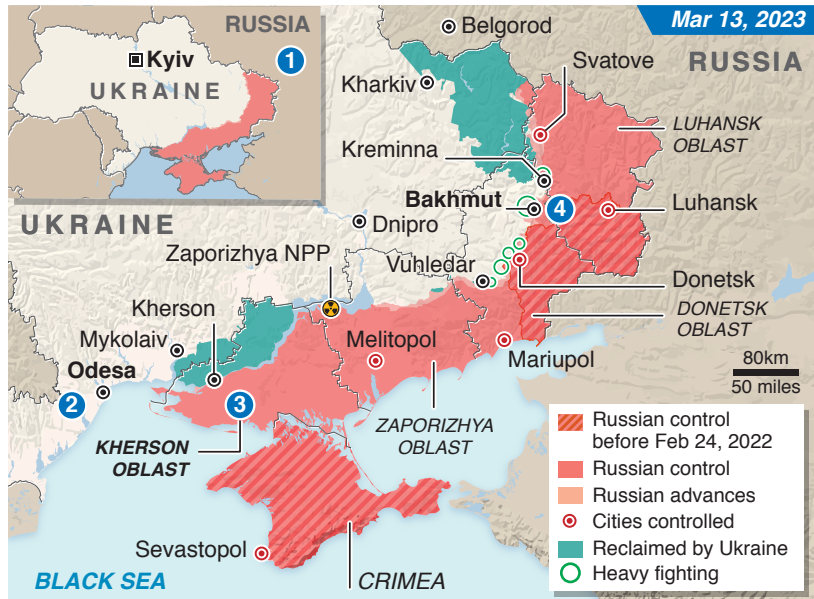 Mar 13, 2023
RUSSIA
1
Kyiv
UKRAINE
Belgorod
Svatove
RUSSIA
Kharkiv
LUHANSK
OBLAST
Kreminna
Bakhmut
4
Luhansk
UKRAINE
Dnipro
Zaporizhya NPP
Vuhledar
Donetsk
Kherson
DONETSK
OBLAST
Mykolaiv
Melitopol
Mariupol
80km
50 miles
Odesa
2
3
KHERSON
OBLAST
ZAPORIZHYA
OBLAST
Russian control
before Feb 24, 2022
Russian control
Russian advances
Cities controlled
Reclaimed by Ukraine
Heavy fighting
Sevastopol
BLACK SEA
CRIMEA